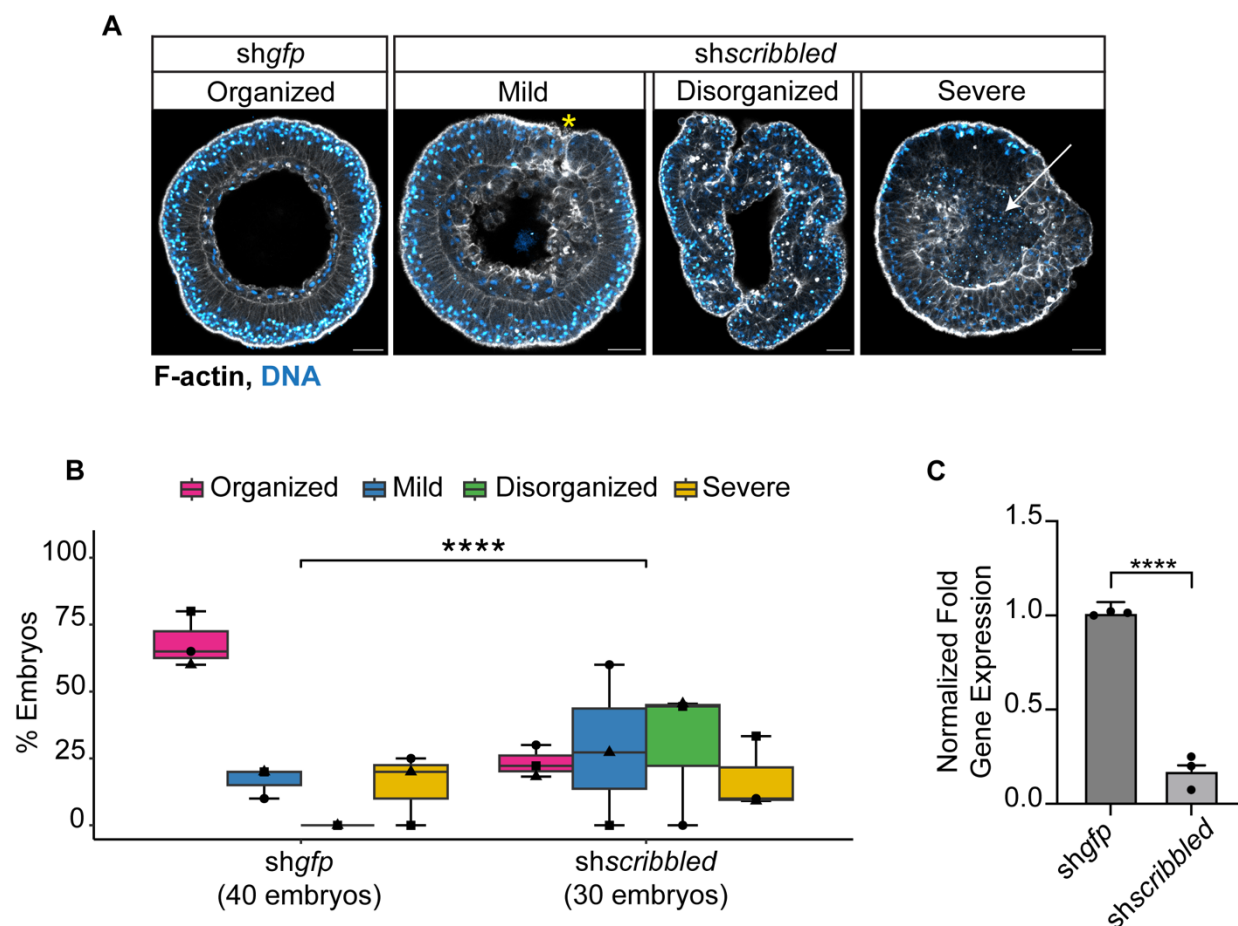 A
shgfp
shscribbled
Organized
Mild
Disorganized
Severe
*
F-actin, DNA
B
Organized Mild Disorganized Severe
% Embryos
100
75
50
25
0
****
shgfp
(40 embryos)
shscribbled
(30 embryos)
C
Normalized Fold
Gene Expression
1.5
1.0
0.5
0.0
****
shgfp
shscribbled